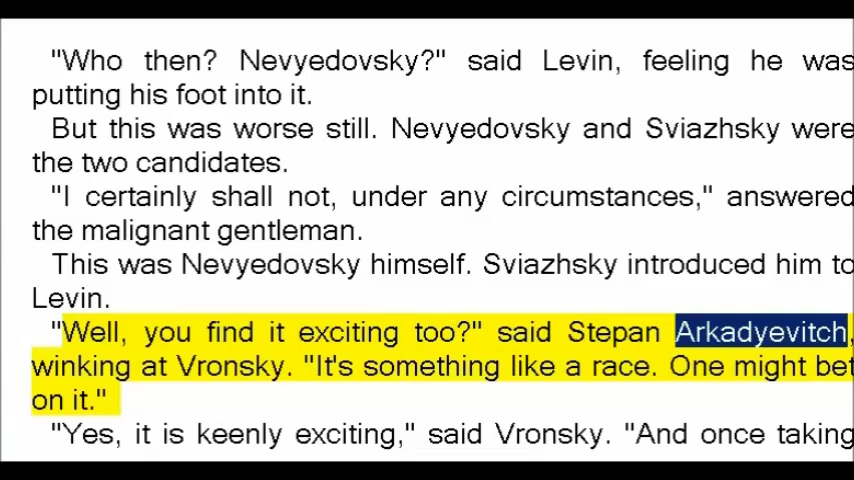 "Who then? Nevyedovsky?" said Levin, feeling he was
putting his foot into it.
But this was worse still. Nevyedovsky and Sviazhsky were
the two candidates.
"I certainly shall not, under any circumstances," answered
the malignant gentleman.
This was Nevyedovsky himself. Sviazhsky introduced him to
Levin.
"Well, you find it exciting too?" said Stepan Arkadyevitch,
winking at Vronsky. "It's something like a race. One might bet
on it."
"Yes, it is keenly exciting," said Vronsky. "And once taking